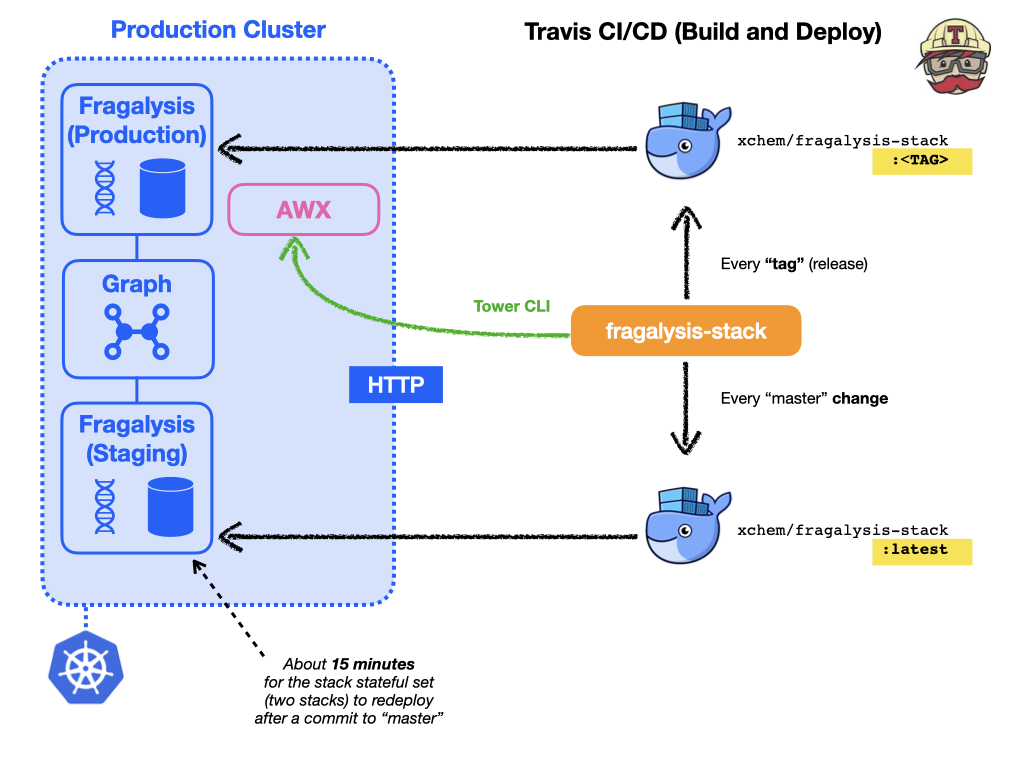 Production Cluster
Travis CI/CD (Build and Deploy)
T
Fragalysis
(Production)
xchem/fragalysis-stack
:<TAG>
AWX
Every “tag” (release)
Graph
Tower CLI
fragalysis-stack
HTTP
Every “master” change
Fragalysis
(Staging)
xchem/fragalysis-stack
:latest
About 15 minutes
for the stack stateful set
(two stacks) to redeploy
after a commit to “master”